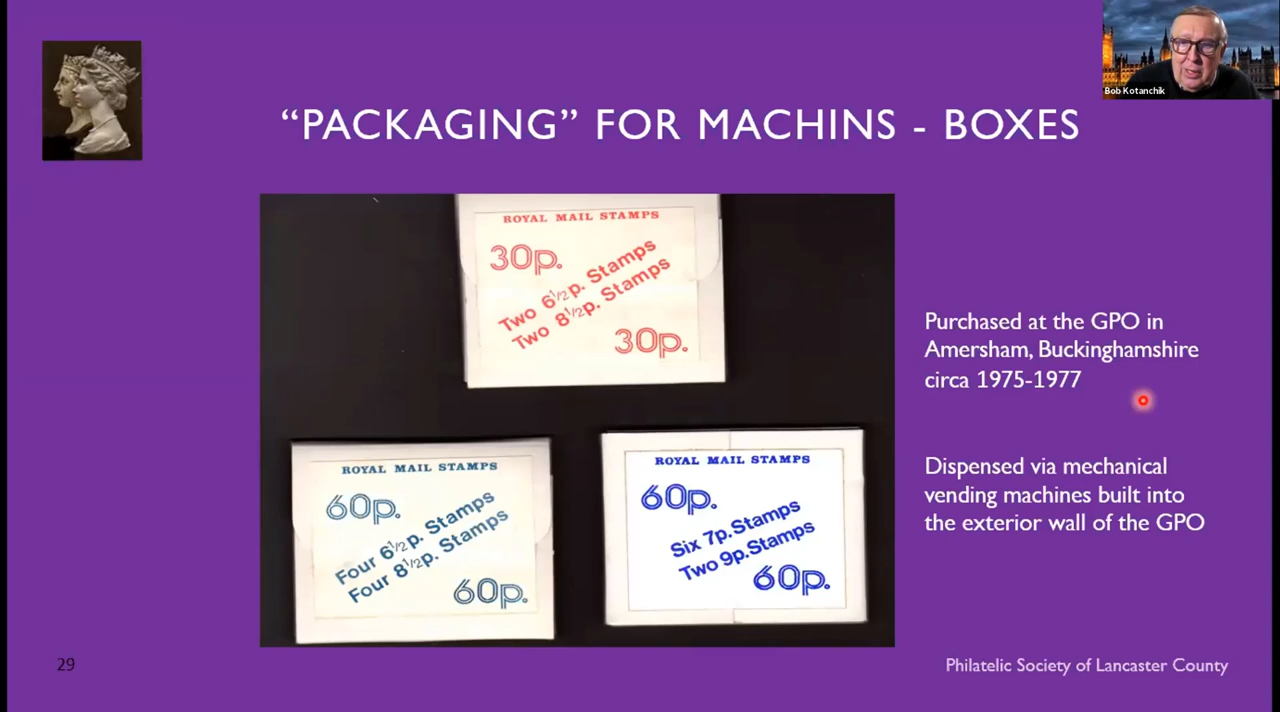 Bob Kotanchik
“PACKAGING” FOR MACHINS - BOXES
ROYAL MAIL STAMPS
30p.
Two 6½p. Stamps
Two 8½p. Stamps
30p.
ROYAL MAIL STAMPS
60p.
Four 6½p. Stamps
Four 8½p. Stamps
60p.
ROYAL MAIL STAMPS
60p.
Six 7p. Stamps
Two 9p. Stamps
60p.
Purchased at the GPO in
Amersham, Buckinghamshire
circa 1975-1977
Dispensed via mechanical
vending machines built into
the exterior wall of the GPO
29
Philatelic Society of Lancaster County